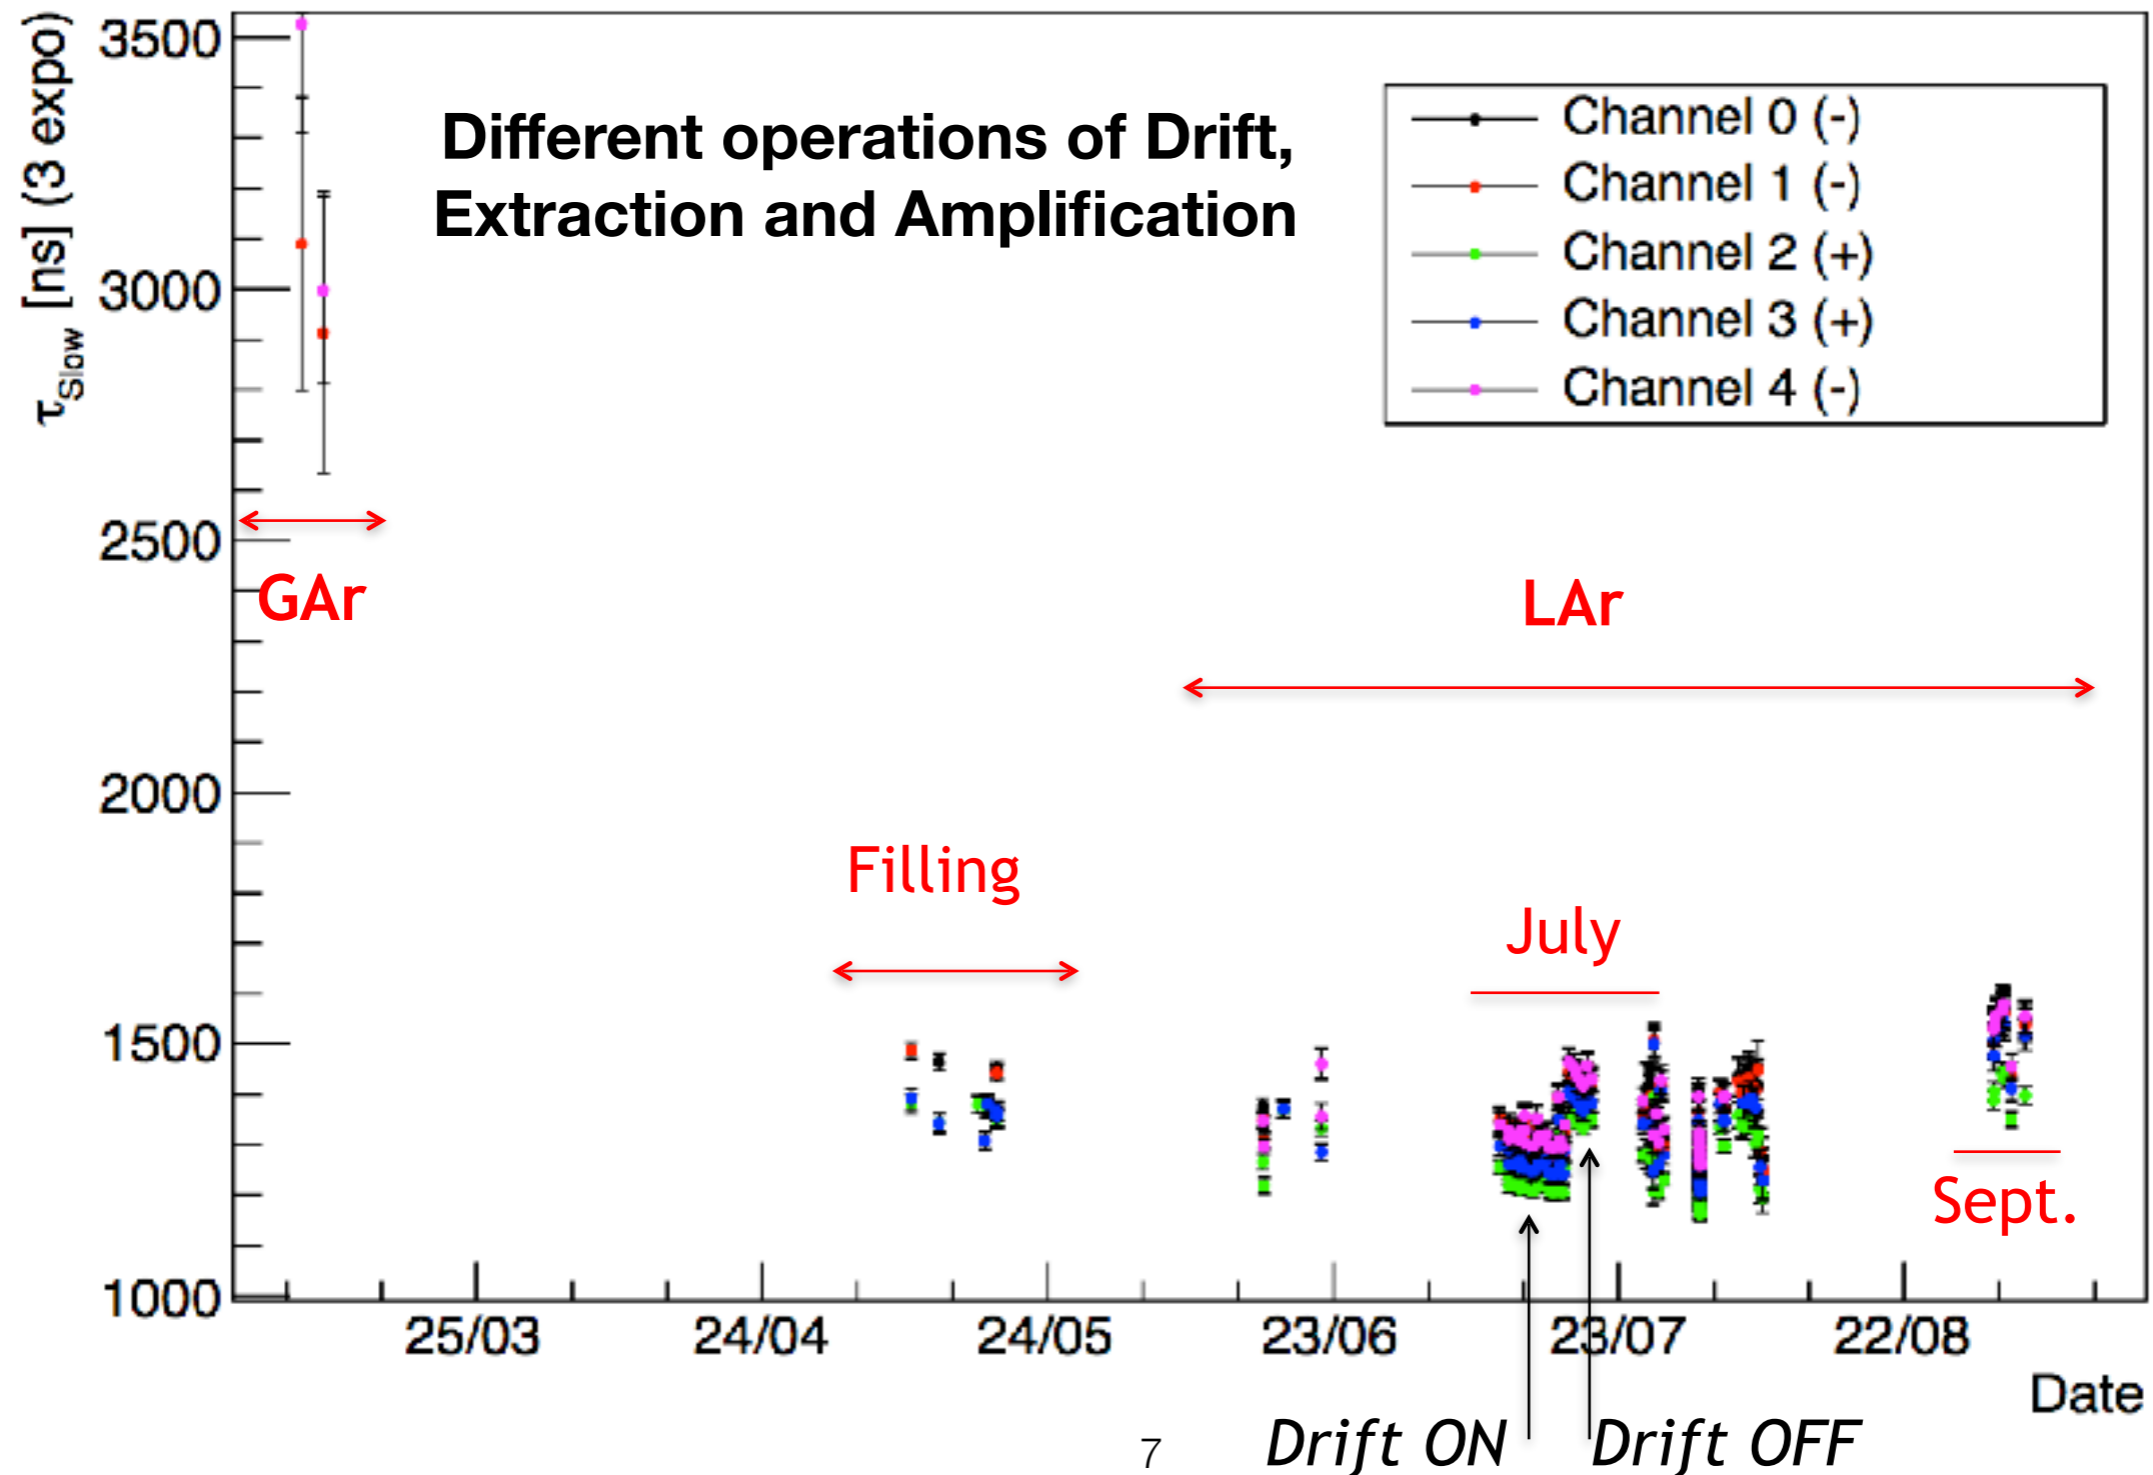 3500
3000
2500
2000
1500
1000
τSlow [ns] (3 expo)
Different operations of Drift,
Extraction and Amplification
Channel 0 (-)
Channel 1 (-)
Channel 2 (+)
Channel 3 (+)
Channel 4 (-)
GAr
LAr
Filling
July
Sept.
25/03 24/04 24/05 23/06 23/07 22/08
Date
7 Drift ON Drift OFF